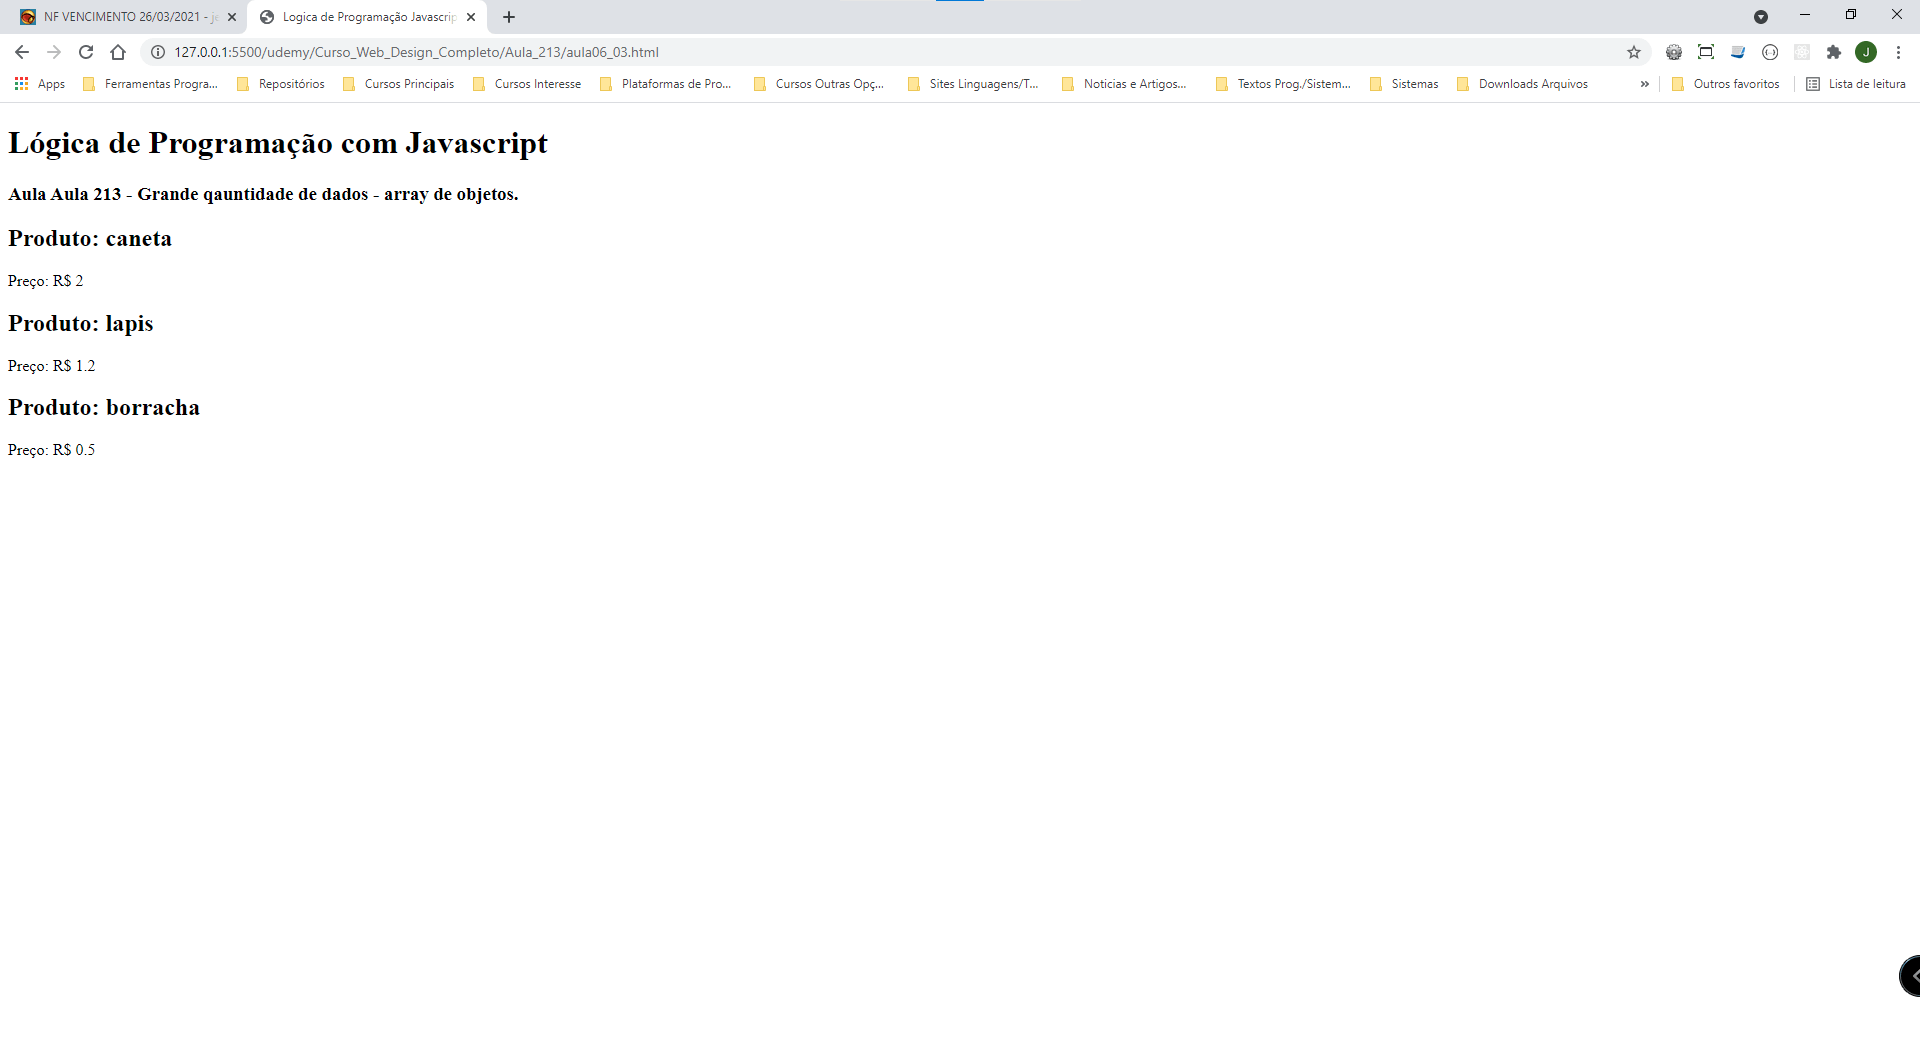 NF VENCIMENTO 26/03/2021 -
Logica de Programação Javascrip
127.0.0.1:5500/udemy/Curso_Web_Design_Completo/Aula_213/aula06_03.html
J
Apps Ferramentas Progra... Repositórios Cursos Principais Cursos Interesse Plataformas de Pro... Cursos Outras Opç... Sites Linguagens/T... Noticias e Artigos... Textos Prog./Sistem... Sistemas Downloads Arquivos » Outros favoritos Lista de leitura
Lógica de Programação com Javascript
Aula Aula 213 - Grande qauntidade de dados - array de objetos.
Produto: caneta
Preço: R$ 2
Produto: lapis
Preço: R$ 1.2
Produto: borracha
Preço: R$ 0.5